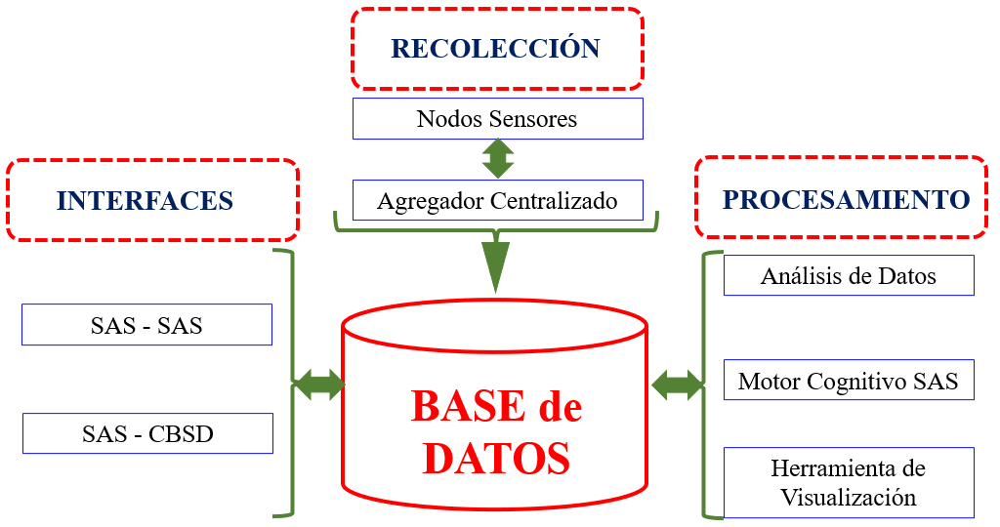 RECOLECCIÓN
Nodos Sensores
Agregador Centralizado
INTERFACES
SAS - SAS
SAS - CBSD
BASE de
DATOS
PROCESAMIENTO
Análisis de Datos
Motor Cognitivo SAS
Herramienta de
Visualización